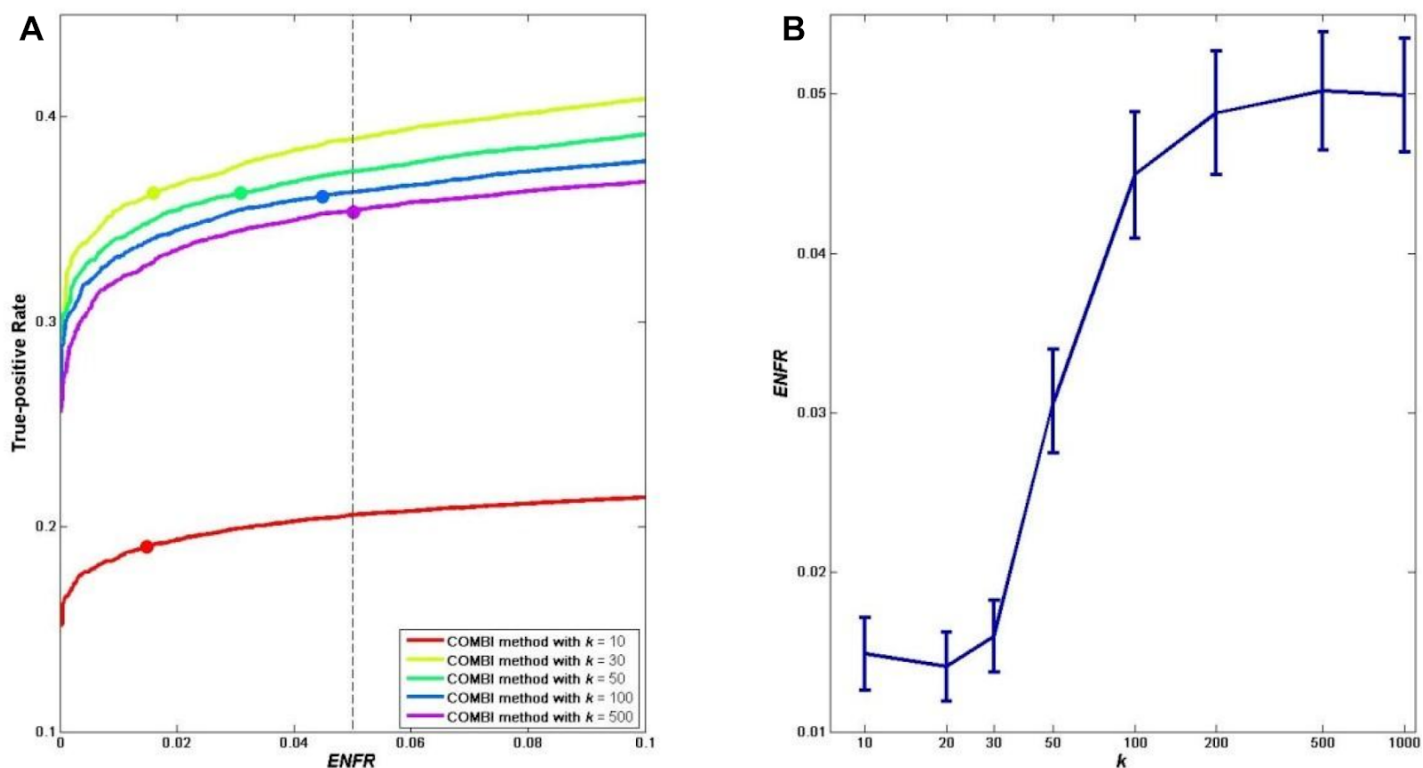 A
True-positive Rate
0.4
0.3
0.2
0.1
0
0.02
0.04
0.06
0.08
0.1
ENFR
COMBI method with k = 10
COMBI method with k = 30
COMBI method with k = 50
COMBI method with k = 100
COMBI method with k = 500
B
ENFR
0.05
0.04
0.03
0.02
0.01
10
20
30
50
100
200
500
1000
k